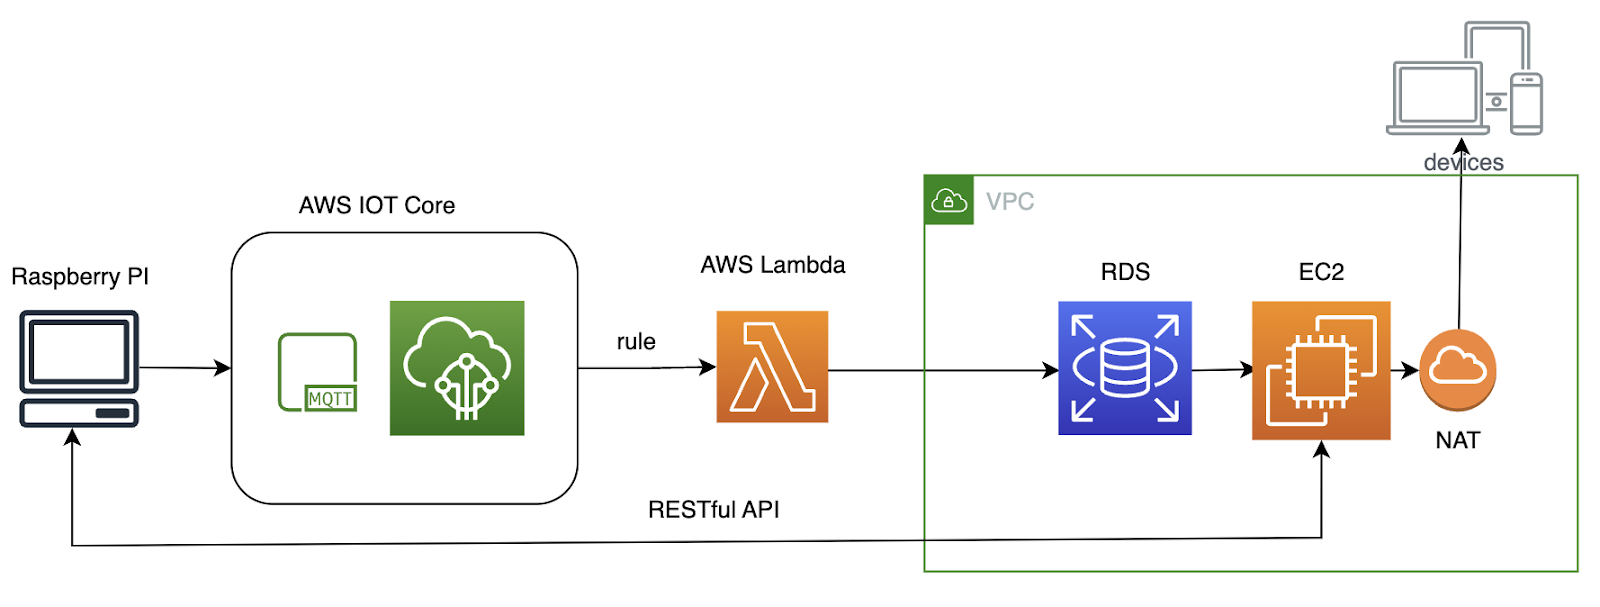 devices
AWS IOT Core
VPC
Raspberry PI
AWS Lambda
RDS
EC2
rule
MQTT
NAT
RESTful API